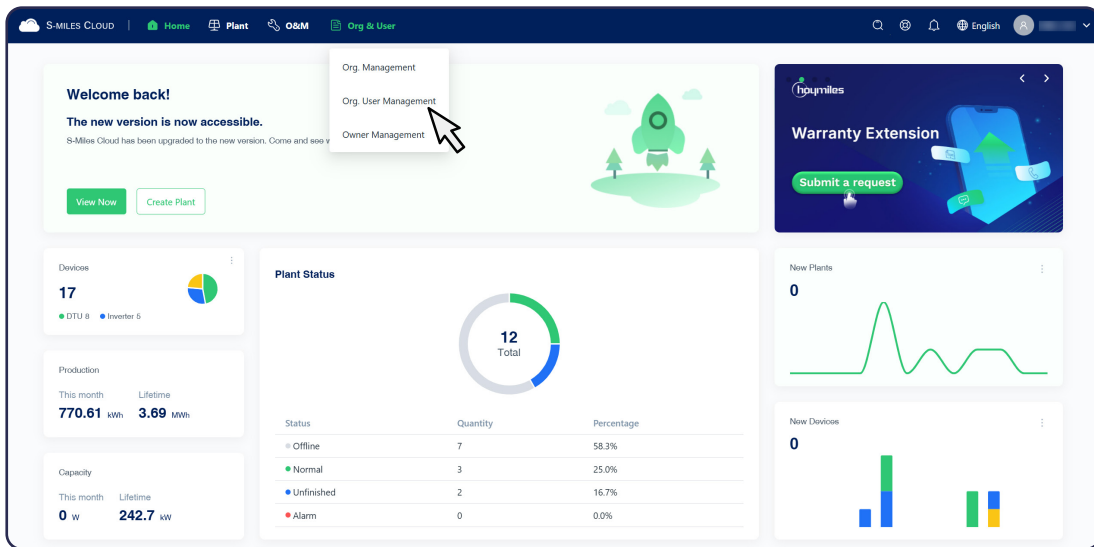 S-MILES CLOUD | Home Plant O&M Org & User English
Org. Management
Org. User Management
Owner Management
Welcome back!
The new version is now accessible.
S-Miles Cloud has been upgraded to the new version. Come and see
View Now Create Plant
hoymiles
Warranty Extension
Submit a request
Devices
17
DTU 8 Inverter 5
Production
This month Lifetime
770.61 kWh 3.69 MWh
Capacity
This month Lifetime
0 W 242.7 kW
Plant Status
12
Total
Status Quantity Percentage
Offline 7 58.3%
Normal 3 25.0%
Unfinished 2 16.7%
Alarm 0 0.0%
New Plants
0
New Devices
0